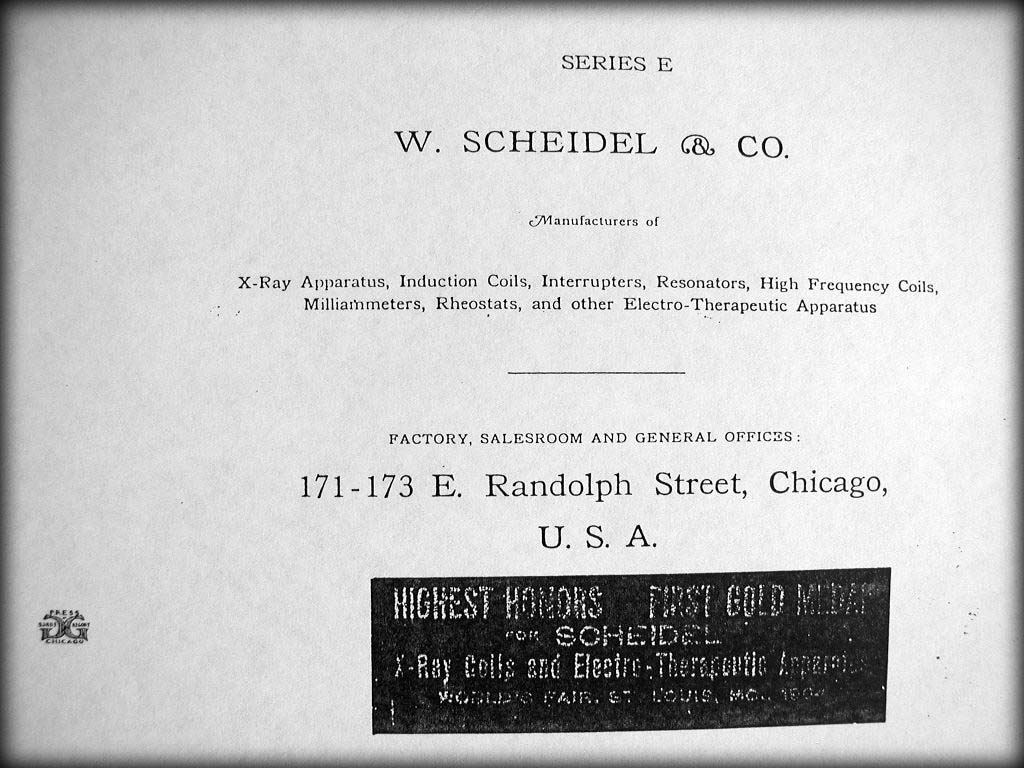 SERIES E
W. SCHEIDEL & CO.
Manufacturers of
X-Ray Apparatus, Induction Coils, Interrupters, Resonators, High Frequency Coils,
Milliammeters, Rheostats, and other Electro-Therapeutic Apparatus
FACTORY, SALESROOM AND GENERAL OFFICES:
171-173 E. Randolph Street, Chicago,
U. S. A.
HIGHEST HONORS FIRST GOLD MEDAL
FOR SCHEIDEL
X-Ray Coils and Electro-Therapeutic Apparatus
WORLD'S FAIR, ST. LOUIS, MO., 1904
PRESS
CHICAGO